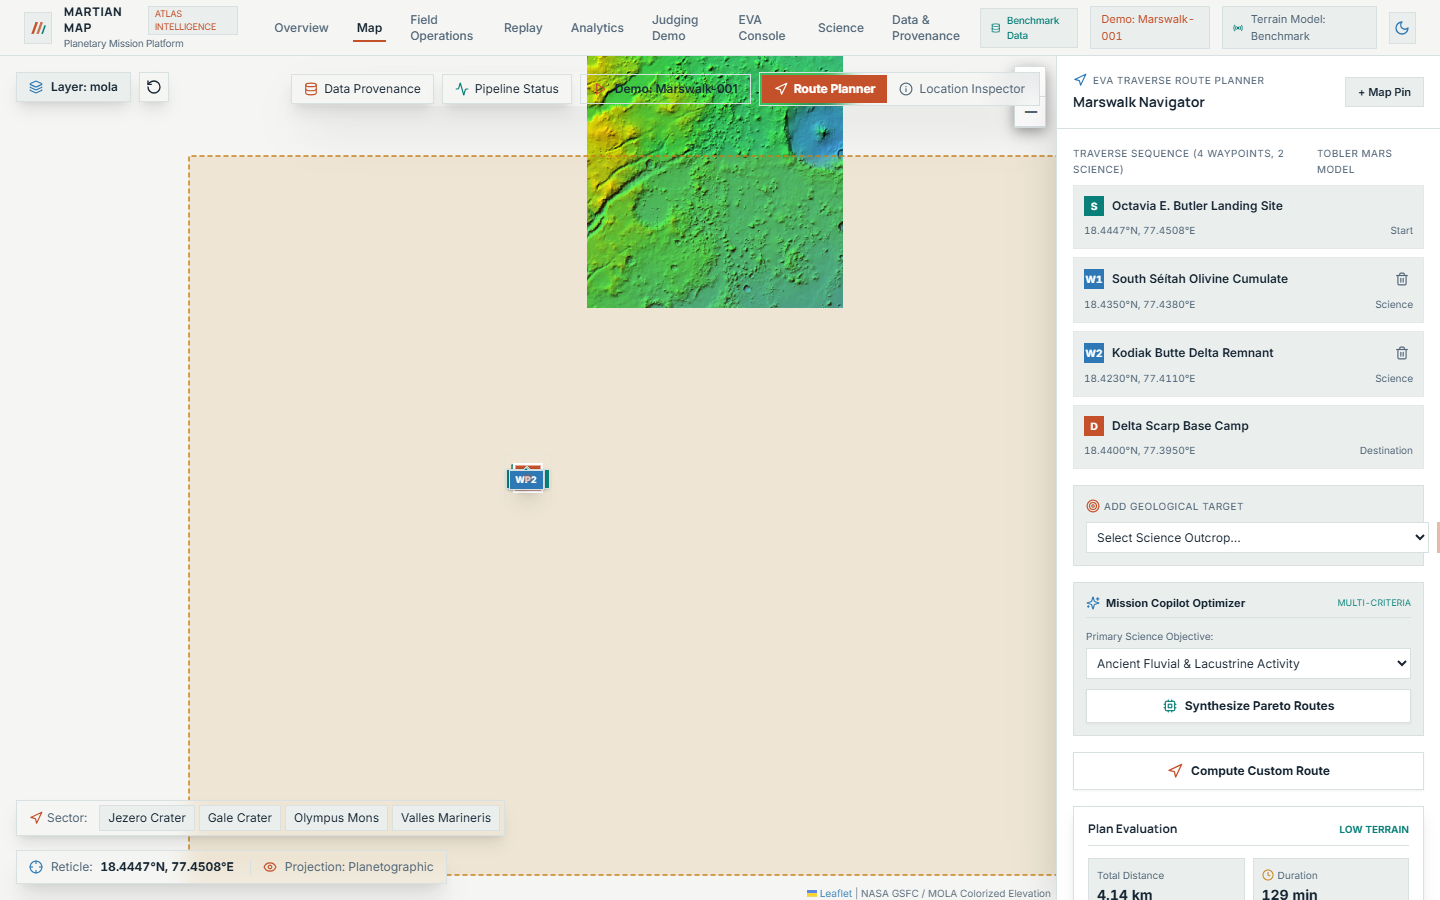 MARTIAN MAP
ATLAS INTELLIGENCE
Planetary Mission Platform
Overview
Map
Field Operations
Replay
Analytics
Judging Demo
EVA Console
Science
Data & Provenance
Benchmark Data
Demo: Marswalk-001
Terrain Model: Benchmark
Layer: mola
Data Provenance
Pipeline Status
Demo: Marswalk-001
Route Planner
Location Inspector
EVA TRAVERSE ROUTE PLANNER
Marswalk Navigator
+ Map Pin
TRAVERSE SEQUENCE (4 WAYPOINTS, 2 SCIENCE)
TOBLER MARS MODEL
S Octavia E. Butler Landing Site
18.4447°N, 77.4508°E Start
W1 South Séítah Olivine Cumulate
18.4350°N, 77.4380°E Science
W2 Kodiak Butte Delta Remnant
18.4230°N, 77.4110°E Science
D Delta Scarp Base Camp
18.4400°N, 77.3950°E Destination
ADD GEOLOGICAL TARGET
Select Science Outcrop...
Mission Copilot Optimizer MULTI-CRITERIA
Primary Science Objective:
Ancient Fluvial & Lacustrine Activity
Synthesize Pareto Routes
Compute Custom Route
Plan Evaluation LOW TERRAIN
Total Distance Duration
4.14 km 129 min
Sector: Jezero Crater Gale Crater Olympus Mons Valles Marineris
Reticle: 18.4447°N, 77.4508°E Projection: Planetographic
Leaflet | NASA GSFC / MOLA Colorized Elevation